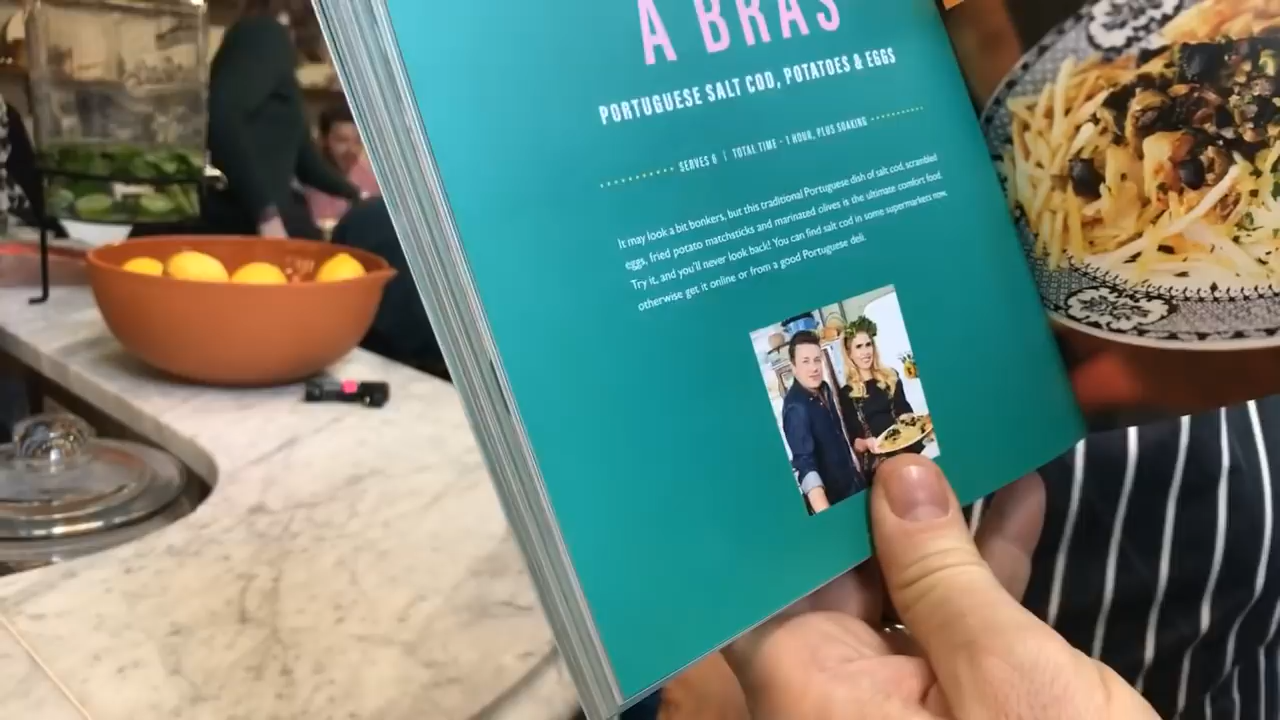 A BRAS
PORTUGUESE SALT COD, POTATOES & EGGS
SERVES 6 | TOTAL TIME - 1 HOUR, PLUS SOAKING
It may look a bit bonkers, but this traditional Portuguese dish of salt cod, scrambled
eggs, fried potato matchsticks and marinated olives is the ultimate comfort food.
Try it, and you'll never look back! You can find salt cod in some supermarkets now,
otherwise get it online or from a good Portuguese deli.